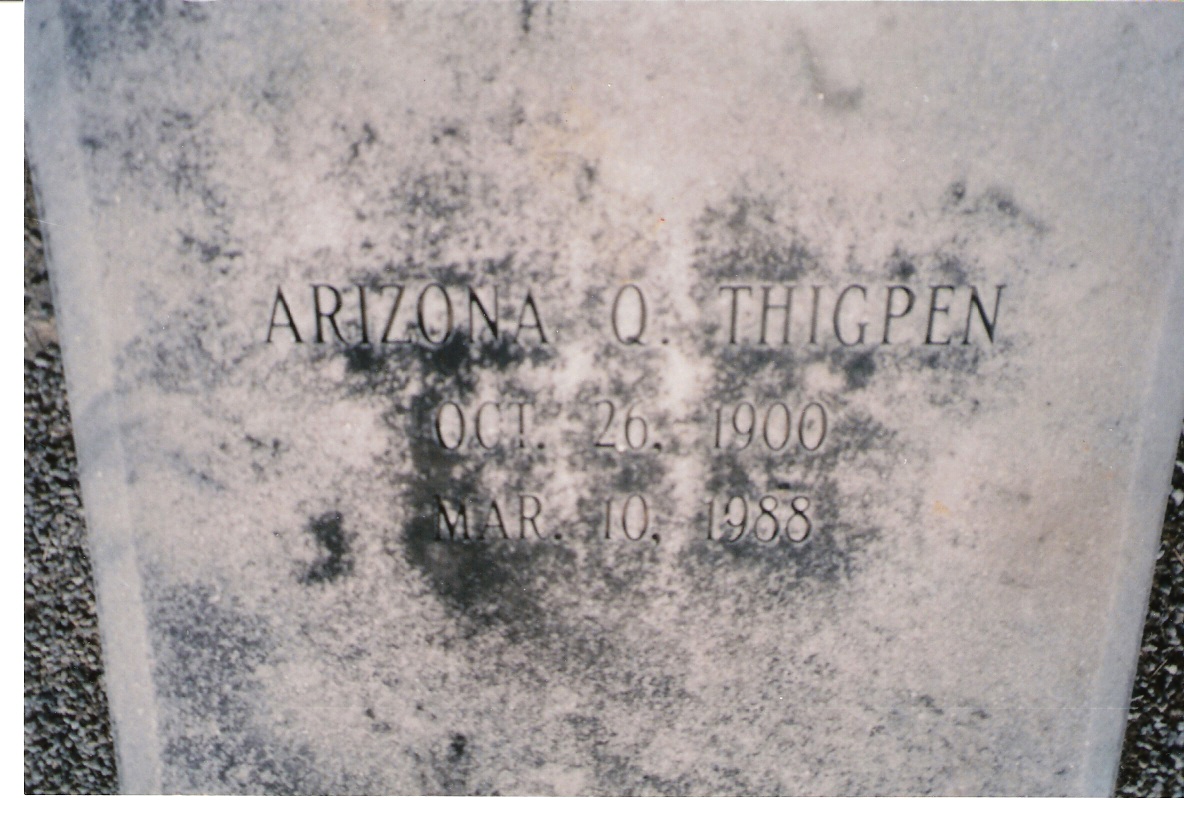 ARIZONA Q. THIGPEN
OCT. 26, 1900
MAR. 10, 1988